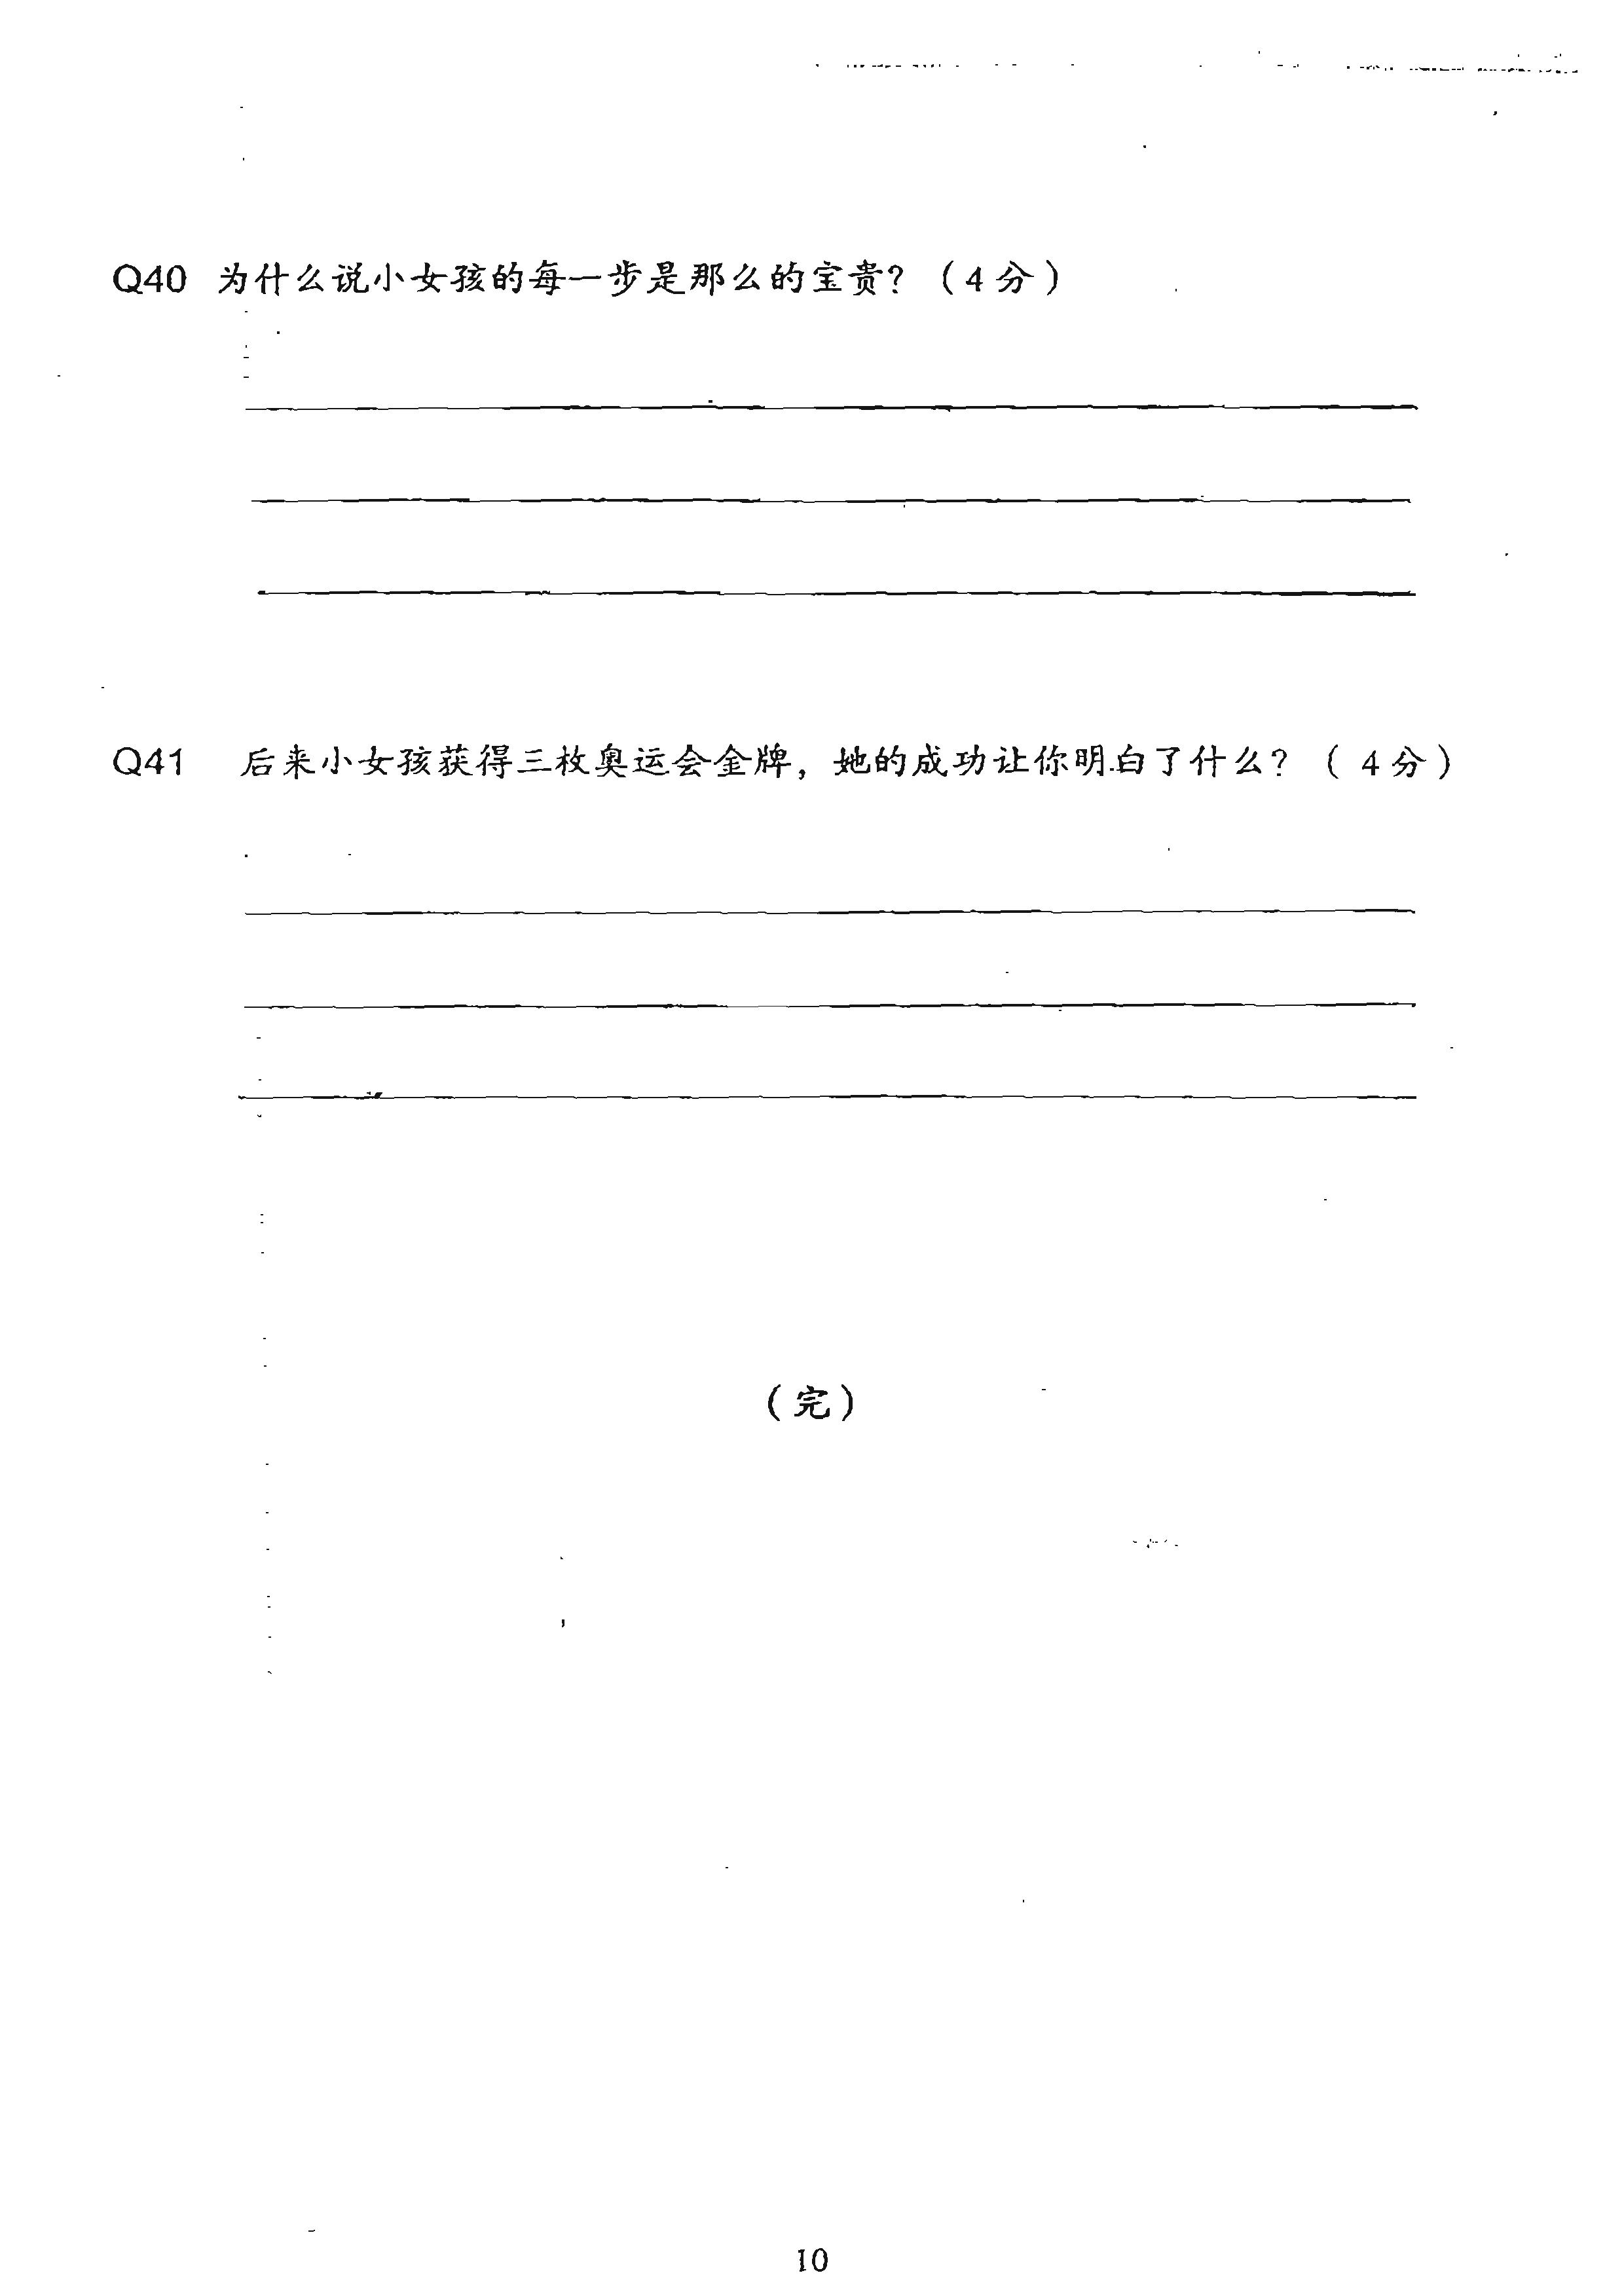 Q40 为什么说小女孩的每一步是那么的宝贵？（4分）
Q41 后来小女孩获得三枚奥运会金牌，她的成功让你明白了什么？（4分）
（完）
10